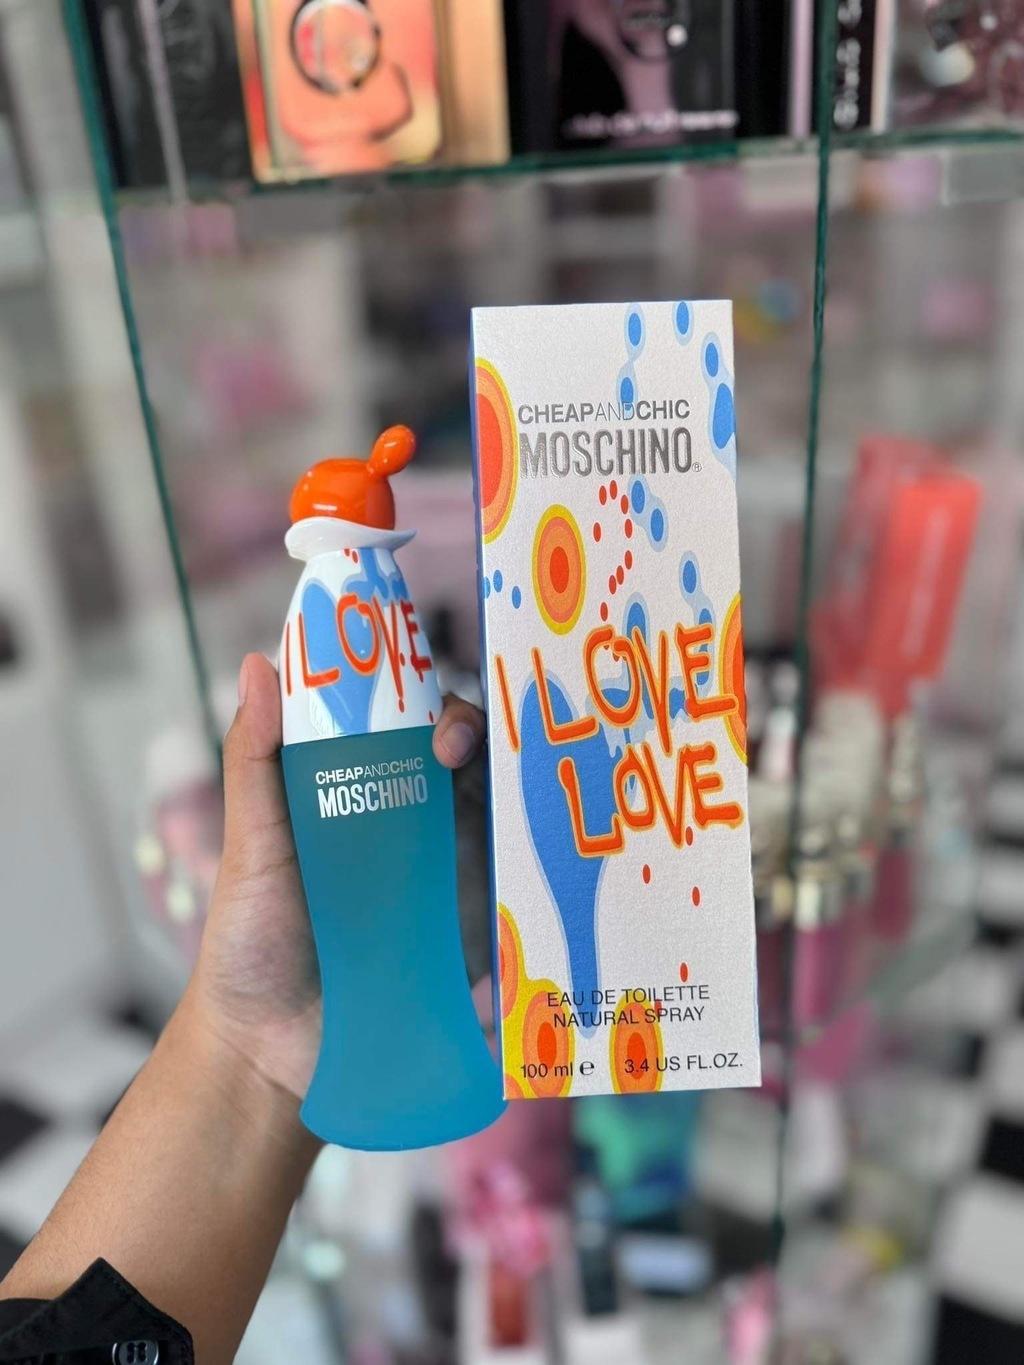 CHEAPANDCHIC
MOSCHINO®
I LOVE
LOVE
EAU DE TOILETTE
NATURAL SPRAY
100 ml e 3.4 US FL.OZ.
I LOVE
CHEAPANDCHIC
MOSCHINO